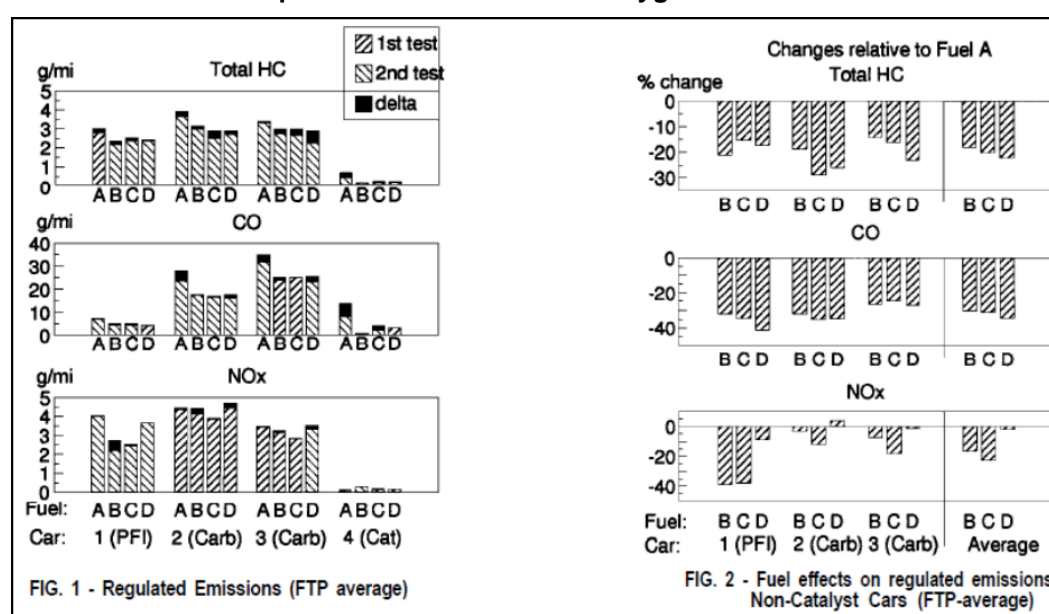 1st test
2nd test
delta
g/mi
Total HC
5
4
3
2
1
0
A B C D A B C D A B C D A B C D
g/mi
CO
40
30
20
10
0
A B C D A B C D A B C D A B C D
g/mi
NOx
5
4
3
2
1
0
Fuel: A B C D A B C D A B C D A B C D
Car: 1 (PFI) 2 (Carb) 3 (Carb) 4 (Cat)
FIG. 1 - Regulated Emissions (FTP average)
Changes relative to Fuel A
Total HC
% change
0
-10
-20
-30
B C D B C D B C D B C D
CO
0
-20
-40
B C D B C D B C D B C D
NOx
0
-20
-40
Fuel: B C D B C D B C D B C D
Car: 1 (PFI) 2 (Carb) 3 (Carb) Average
FIG. 2 - Fuel effects on regulated emissions
Non-Catalyst Cars (FTP-average)